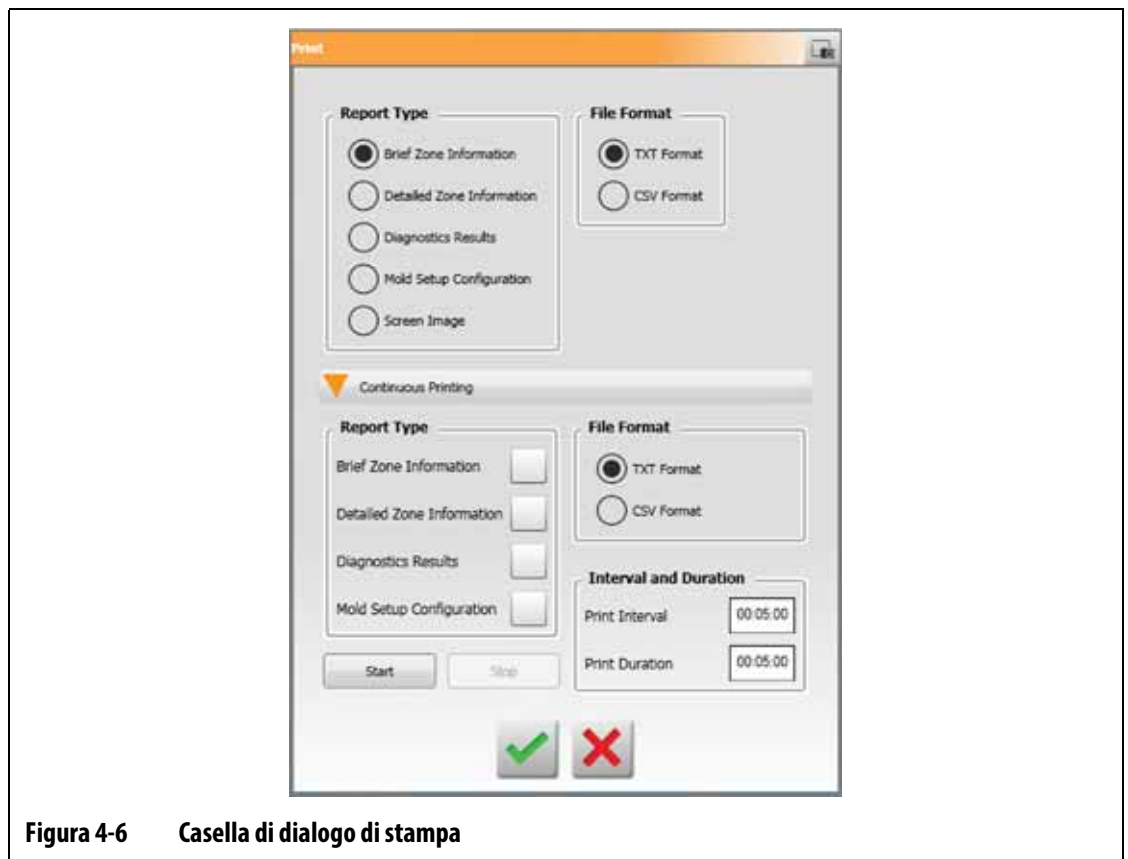 Print
Report Type
Brief Zone Information
Detailed Zone Information
Diagnostics Results
Mold Setup Configuration
Screen Image
File Format
TXT Format
CSV Format
Continuous Printing
Report Type
Brief Zone Information
Detailed Zone Information
Diagnostics Results
Mold Setup Configuration
File Format
TXT Format
CSV Format
Interval and Duration
Print Interval 00:05:00
Print Duration 00:05:00
Start
Stop
Figura 4-6 Casella di dialogo di stampa